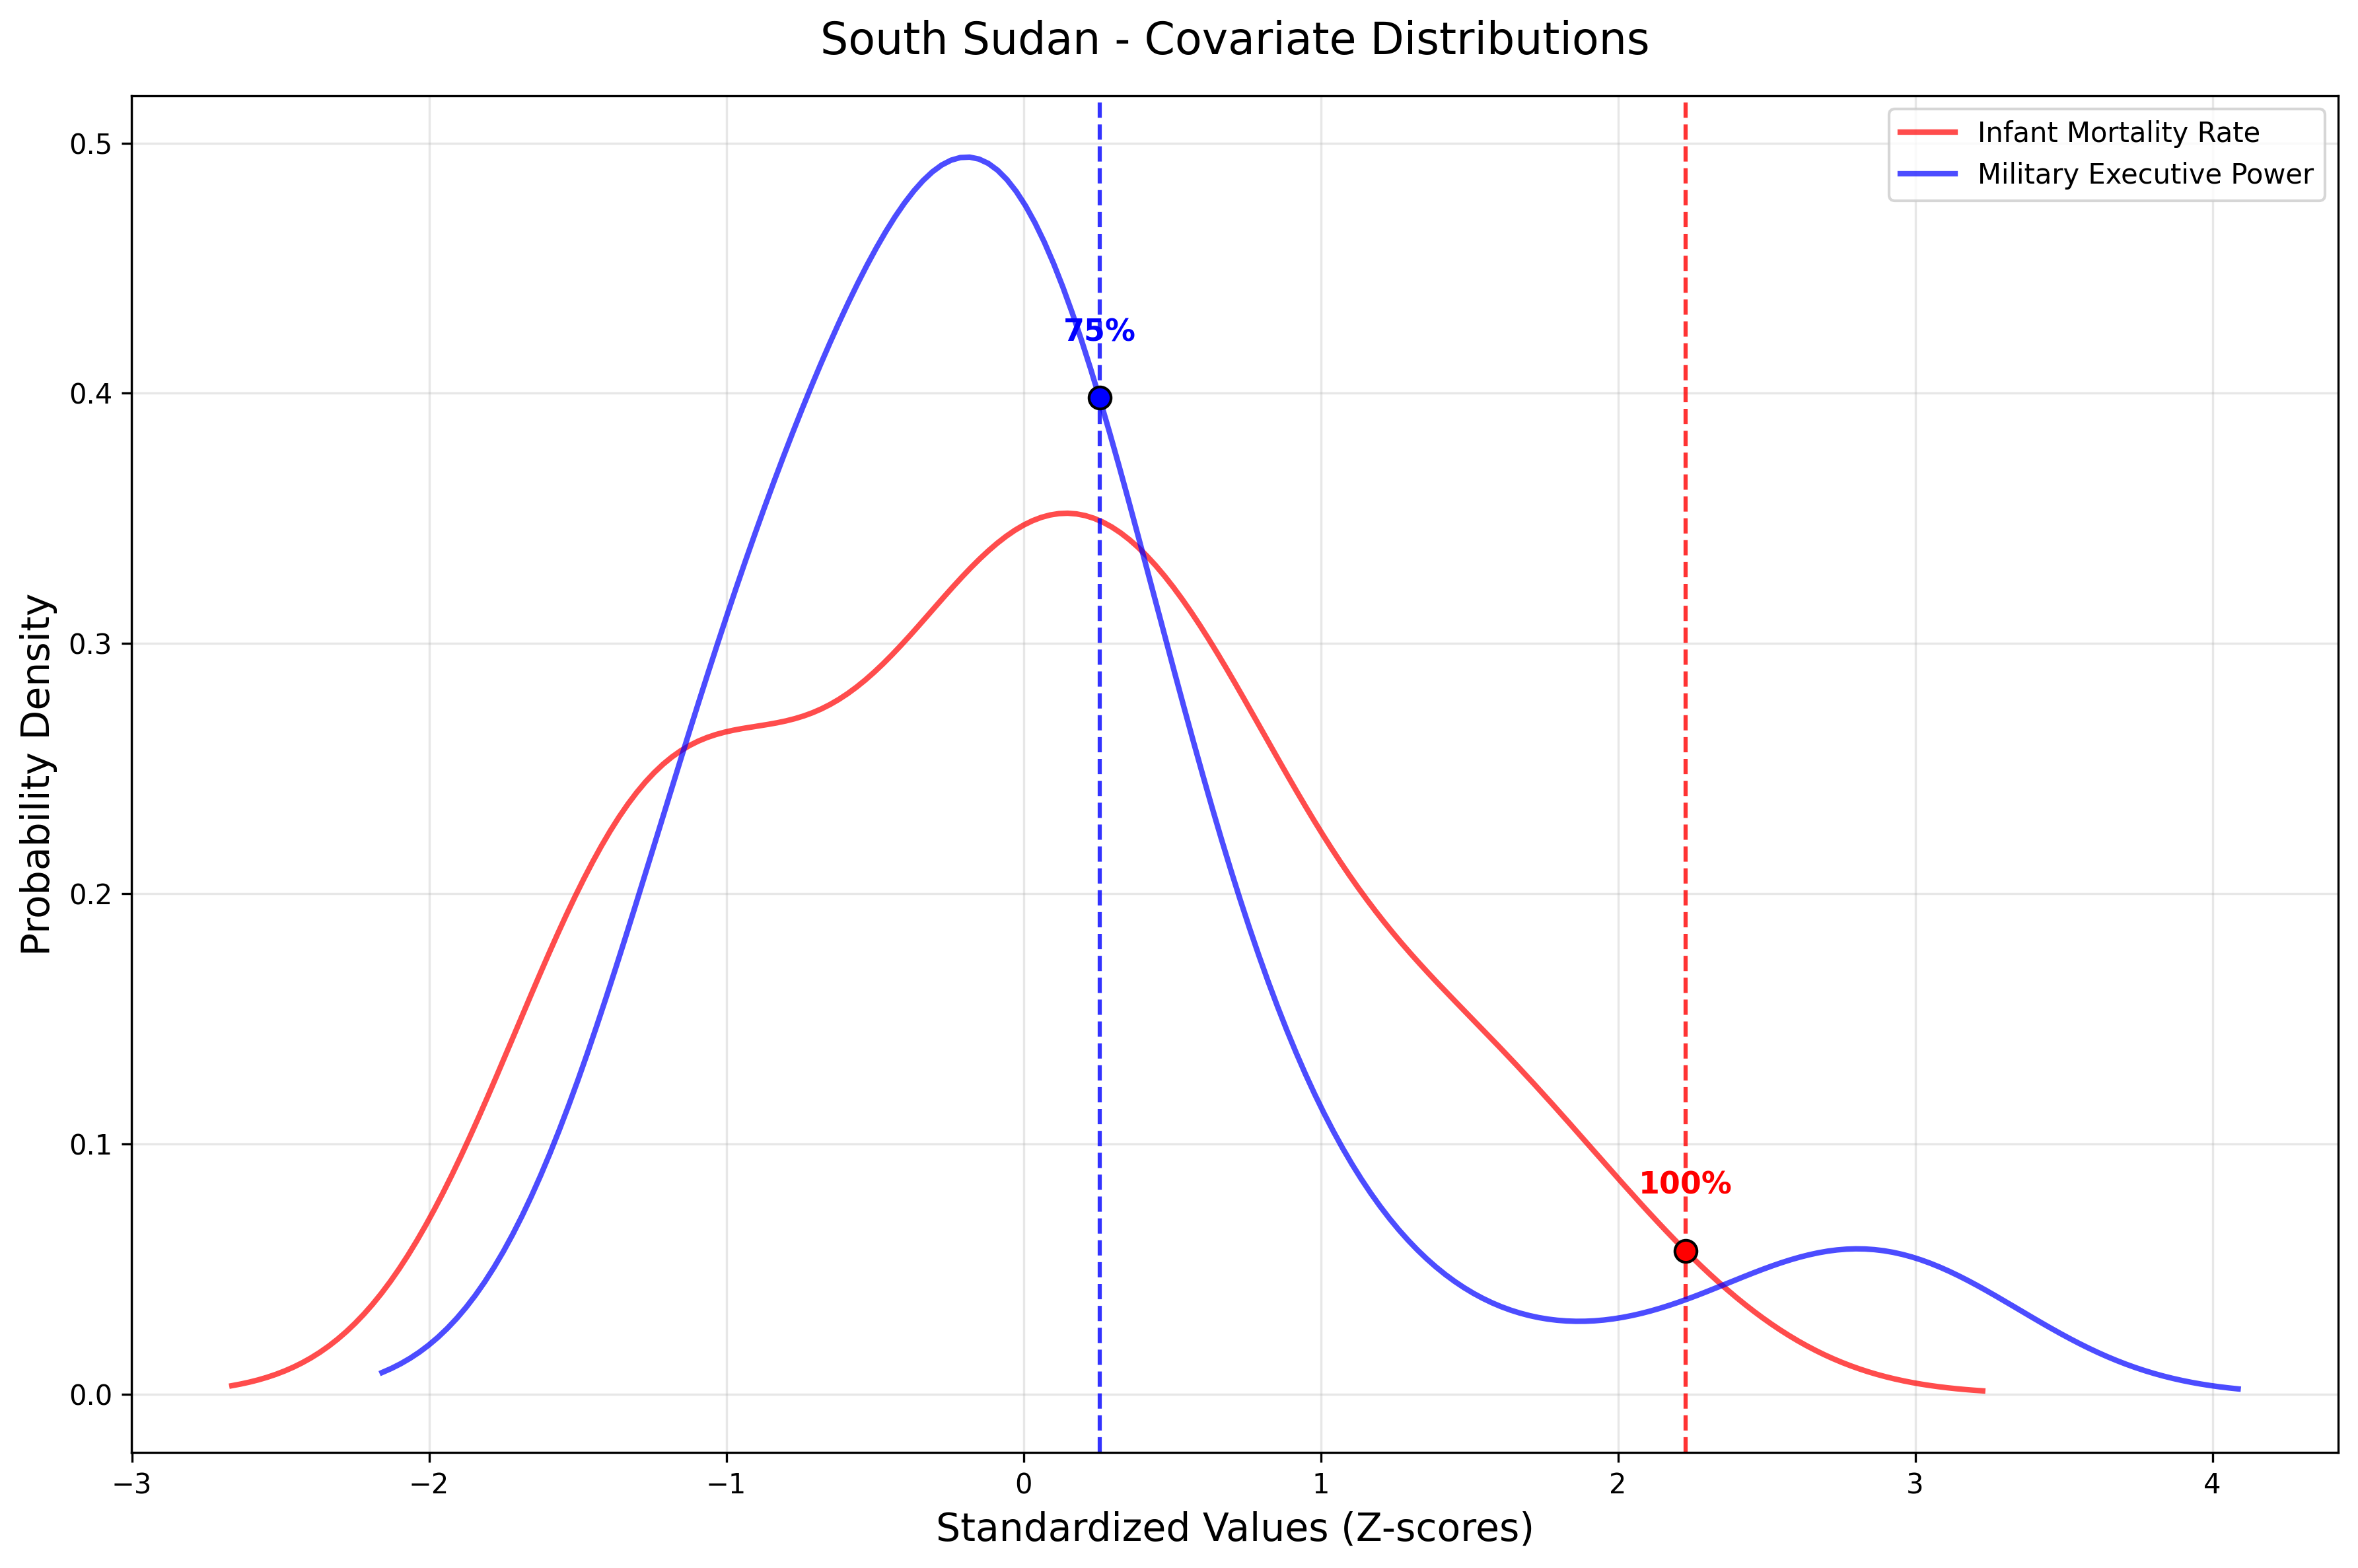 South Sudan - Covariate Distributions
Infant Mortality Rate
Military Executive Power
Probability Density
0.5
0.4
0.3
0.2
0.1
0.0
75%
100%
−3 −2 −1 0 1 2 3 4
Standardized Values (Z-scores)